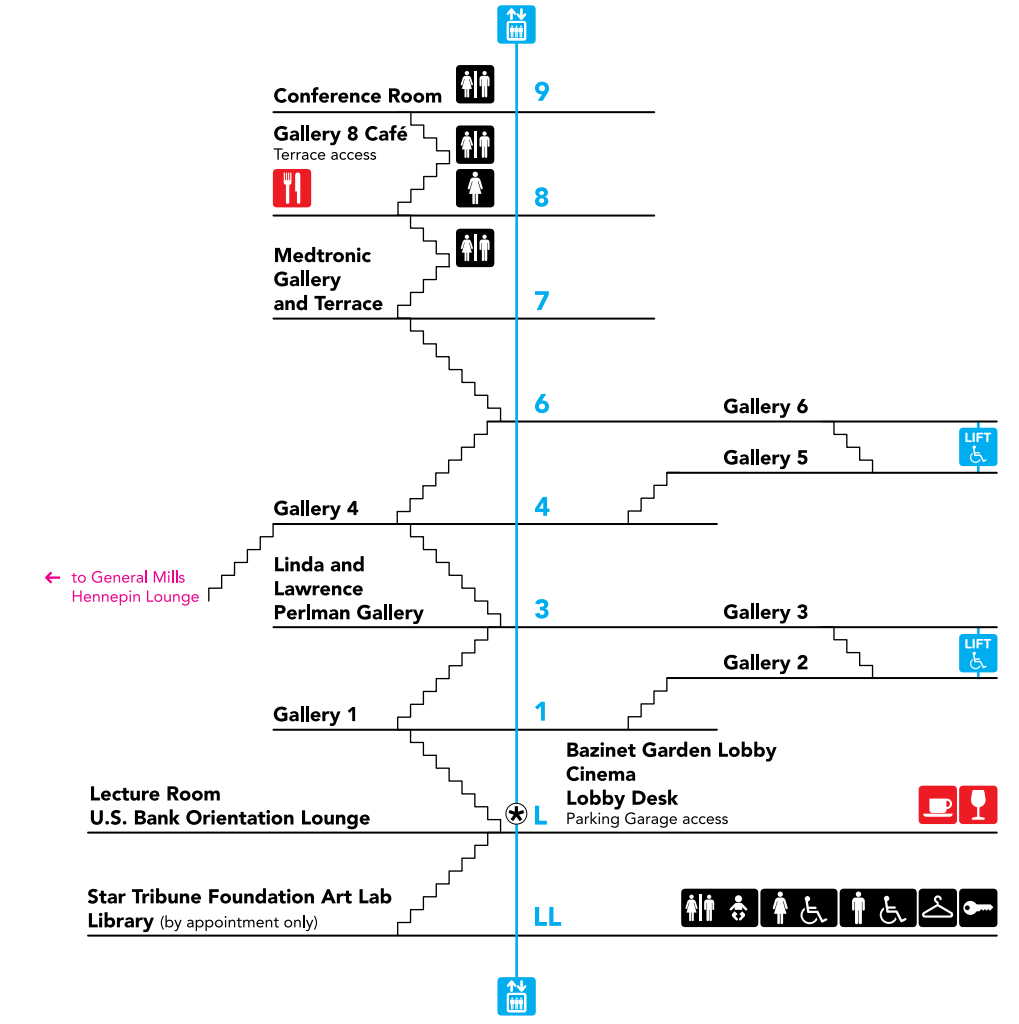 Conference Room
9
Gallery 8 Café
Terrace access
8
Medtronic
Gallery
and Terrace
7
6
Gallery 6
LIFT
Gallery 5
Gallery 4
4
← to General Mills
Hennepin Lounge
Linda and
Lawrence
Perlman Gallery
3
Gallery 3
LIFT
Gallery 2
Gallery 1
1
Bazinet Garden Lobby
Cinema
Lobby Desk
Parking Garage access
Lecture Room
U.S. Bank Orientation Lounge
* L
Star Tribune Foundation Art Lab
Library (by appointment only)
LL